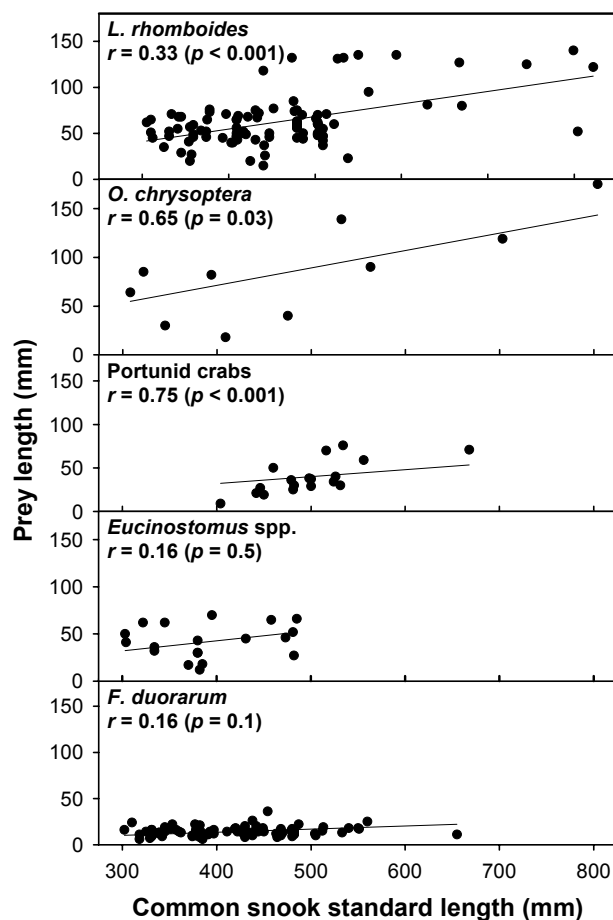 L. rhomboides
r = 0.33 (p < 0.001)
150
100
50
0
O. chrysoptera
r = 0.65 (p = 0.03)
150
100
50
0
Portunid crabs
r = 0.75 (p < 0.001)
150
100
50
0
Eucinostomus spp.
r = 0.16 (p = 0.5)
150
100
50
0
F. duorarum
r = 0.16 (p = 0.1)
150
100
50
0
Prey length (mm)
300 400 500 600 700 800
Common snook standard length (mm)